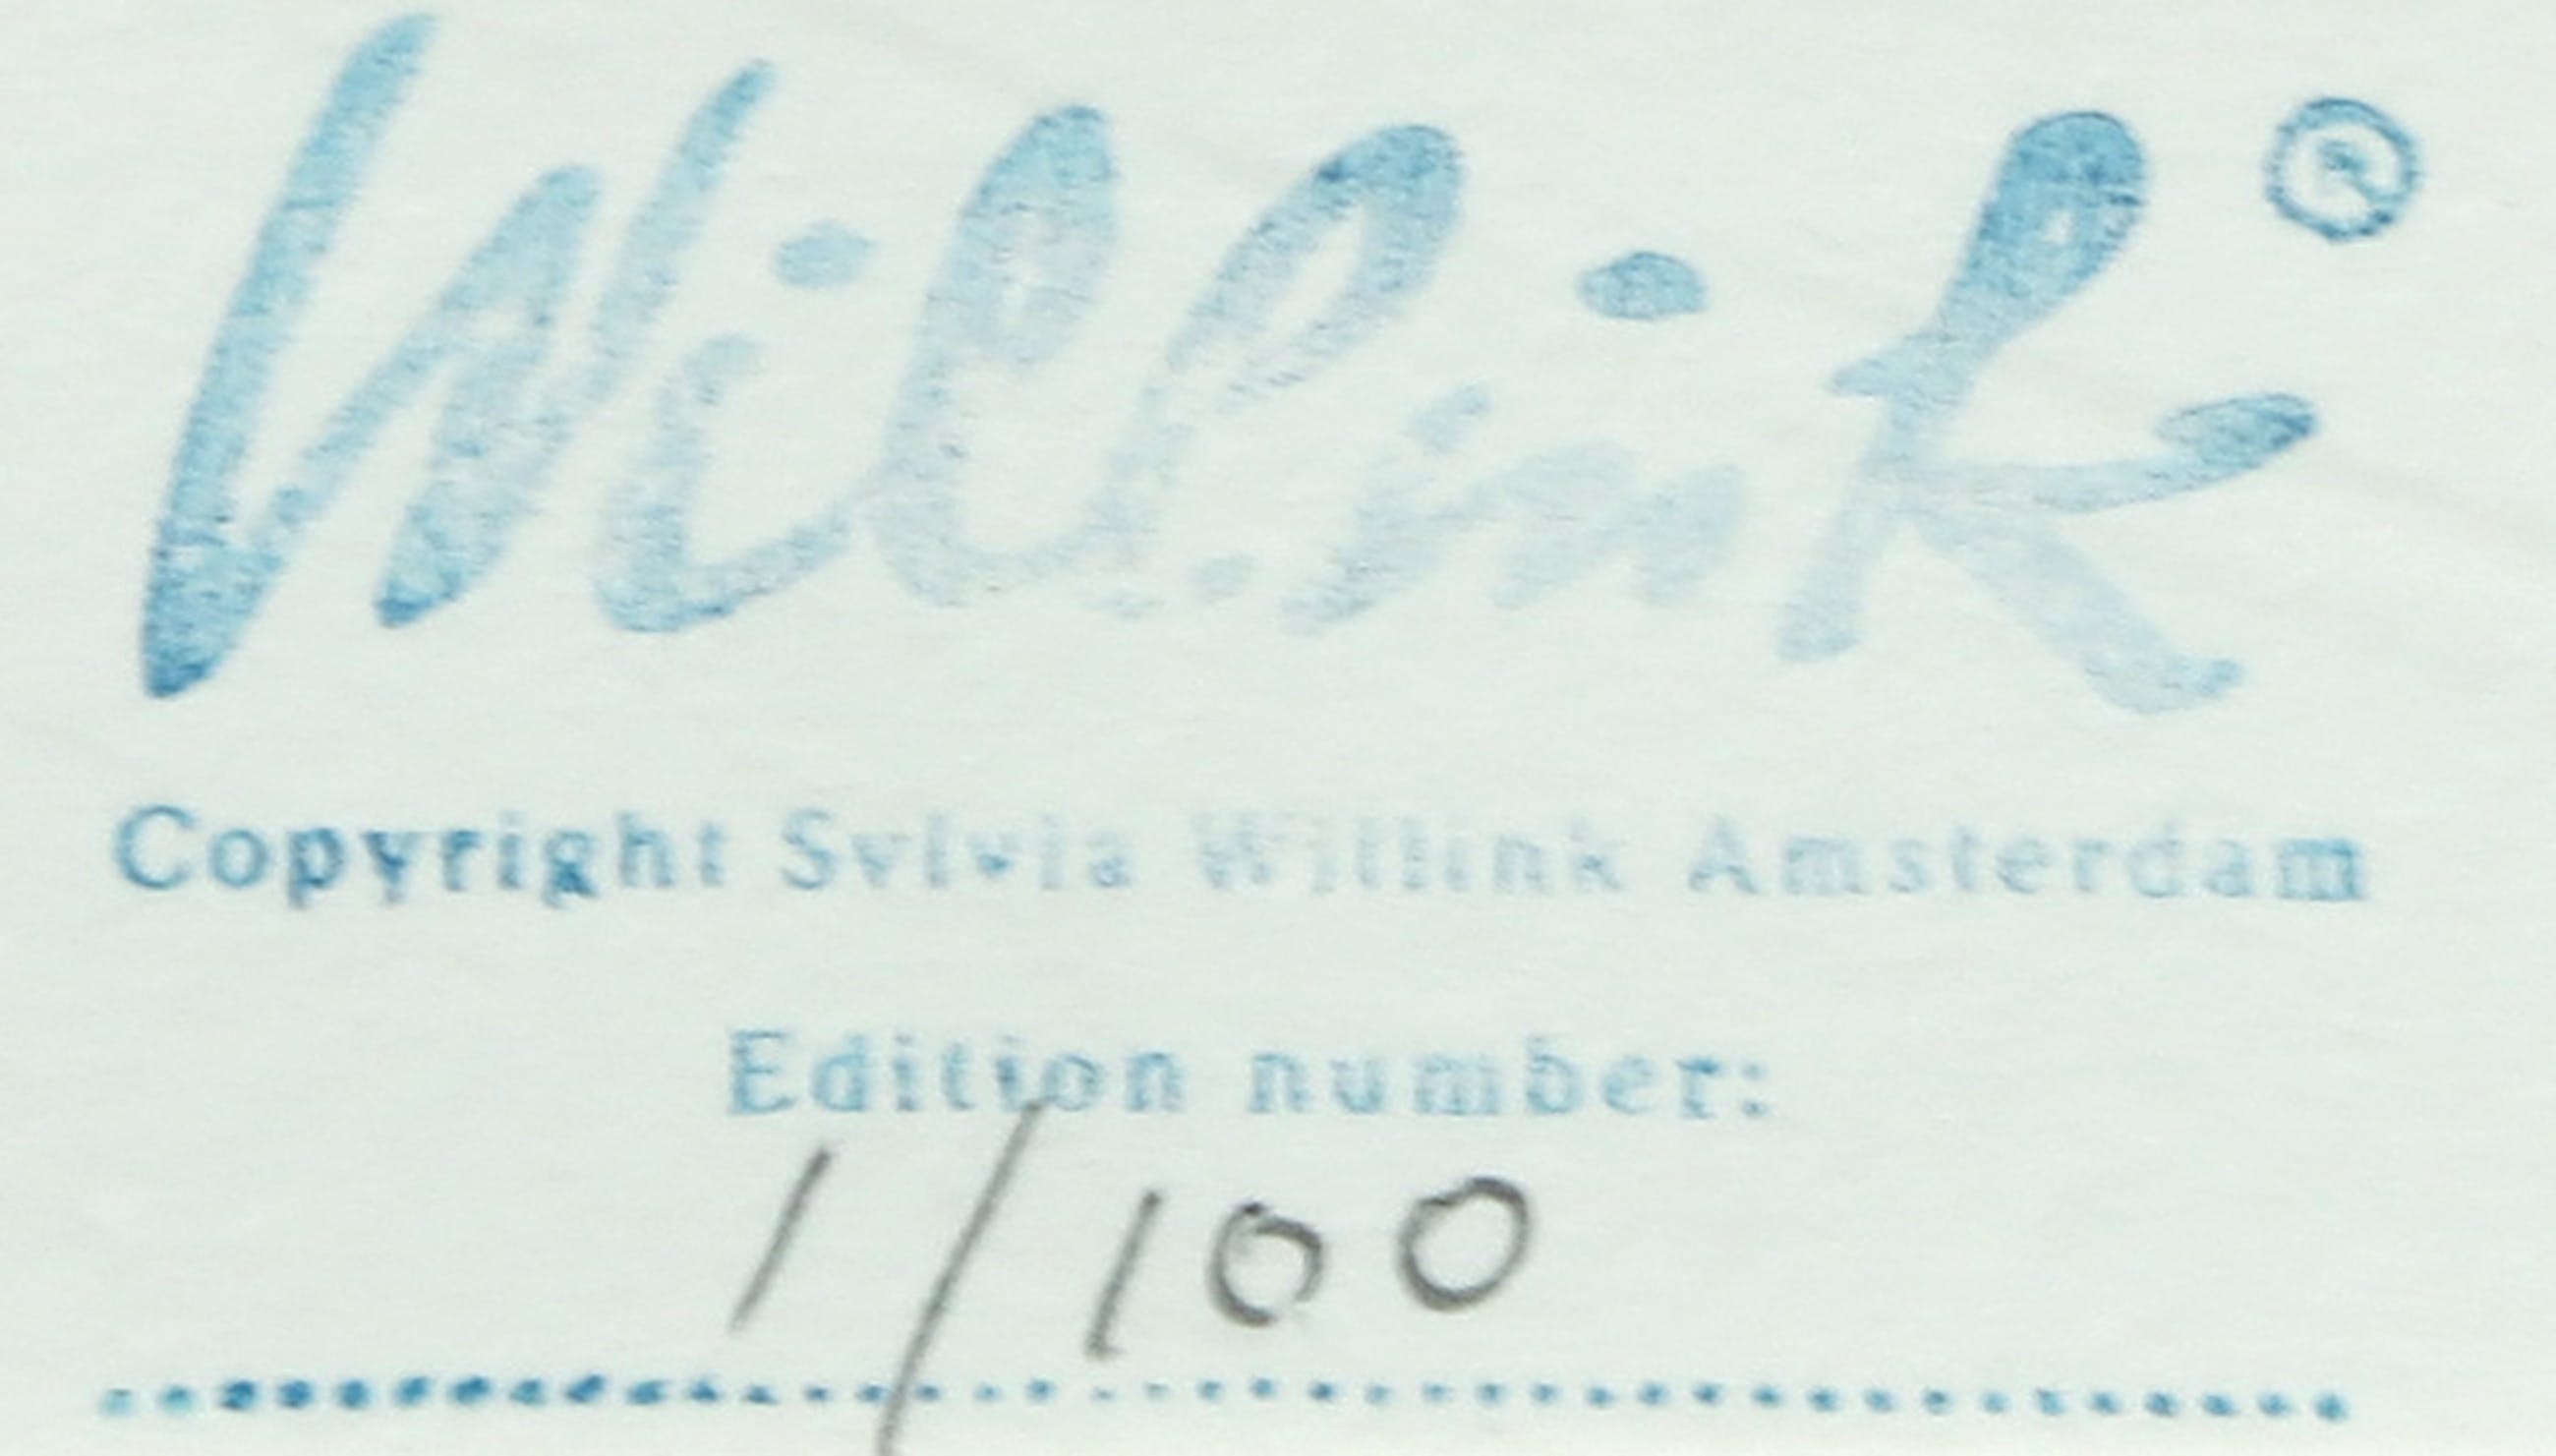 Willink ®
Copyright Sylvia Willink Amsterdam
Edition number:
1/100